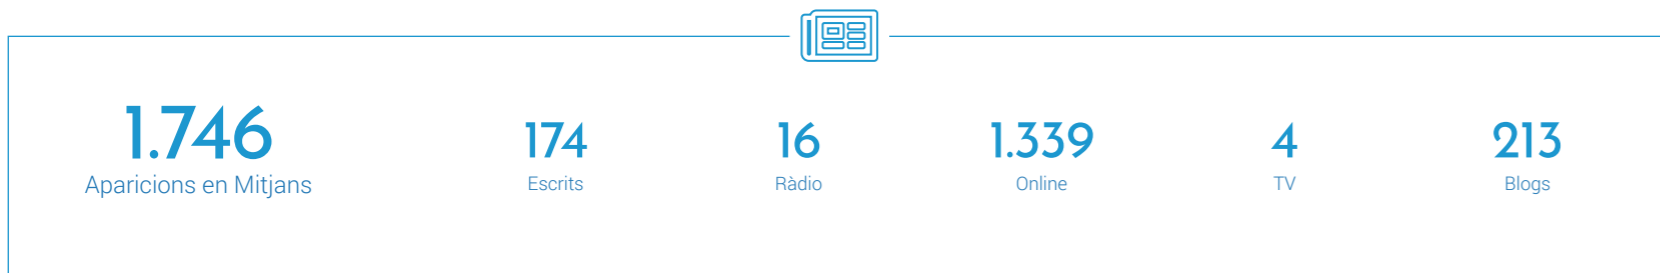 1.746
Aparicions en Mitjans
174
Escrits
16
Ràdio
1.339
Online
4
TV
213
Blogs